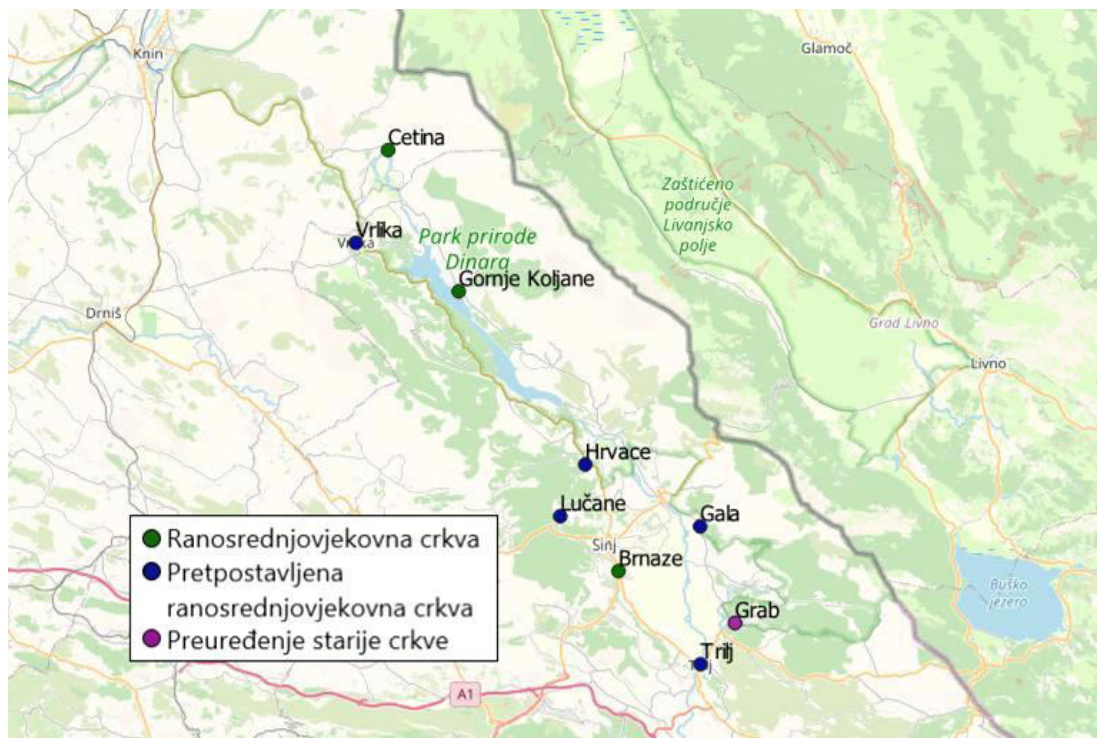 Knin
Glamoč
Cetina
Zaštićeno
područje
Livanjsko
polje
Vrlika
Park prirode
Dinara
Gornje Koljane
Drniš
Grad Livno
Livno
Hrvace
Lučane
Gala
Sinj
Brnaze
Buško
jezero
Grab
Trilj
A1
Ranosrednjovjekovna crkva
Pretpostavljena
ranosrednjovjekovna crkva
Preuređenje starije crkve